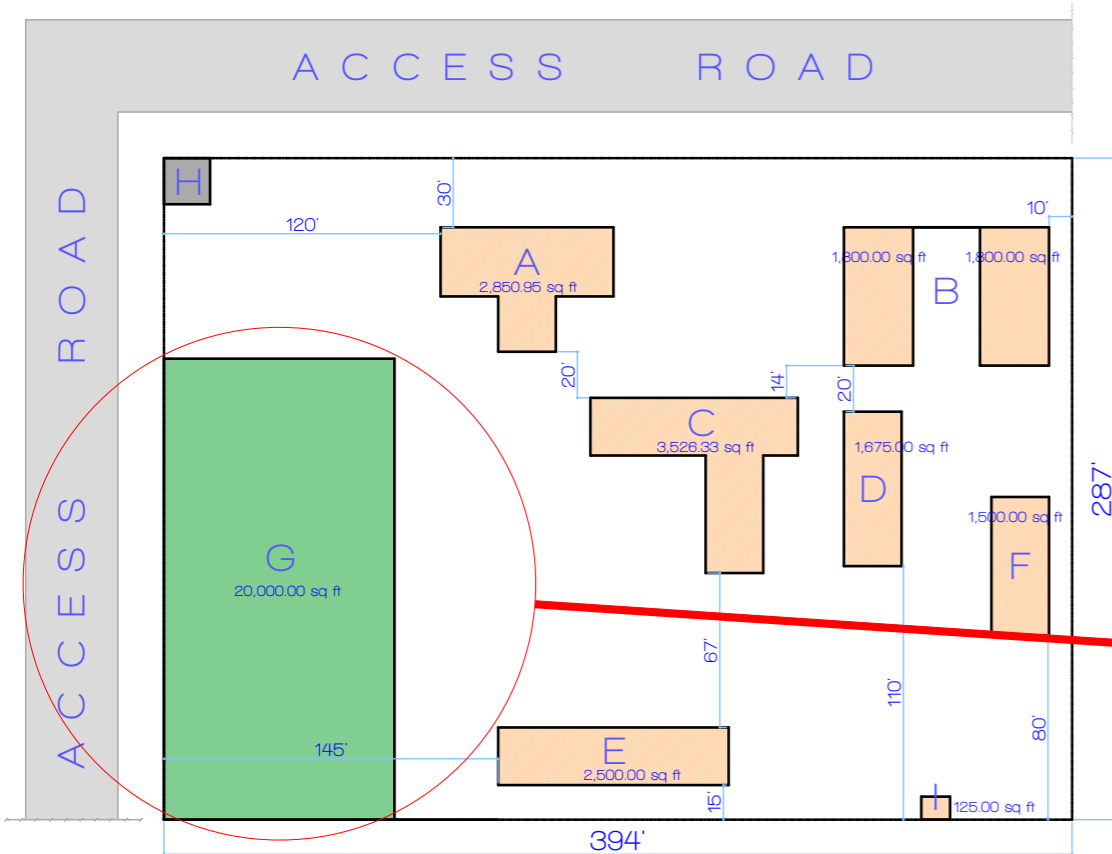 ACCESS ROAD
ACCESS ROAD
H
30'
10'
120'
A
2,850.95 sq ft
1,800.00 sq ft
1,800.00 sq ft
B
20'
14'
20'
C
3,526.33 sq ft
1,675.00 sq ft
D
287'
1,500.00 sq ft
F
G
20,000.00 sq ft
67'
110'
80'
145'
E
2,500.00 sq ft
15'
I
125.00 sq ft
394'